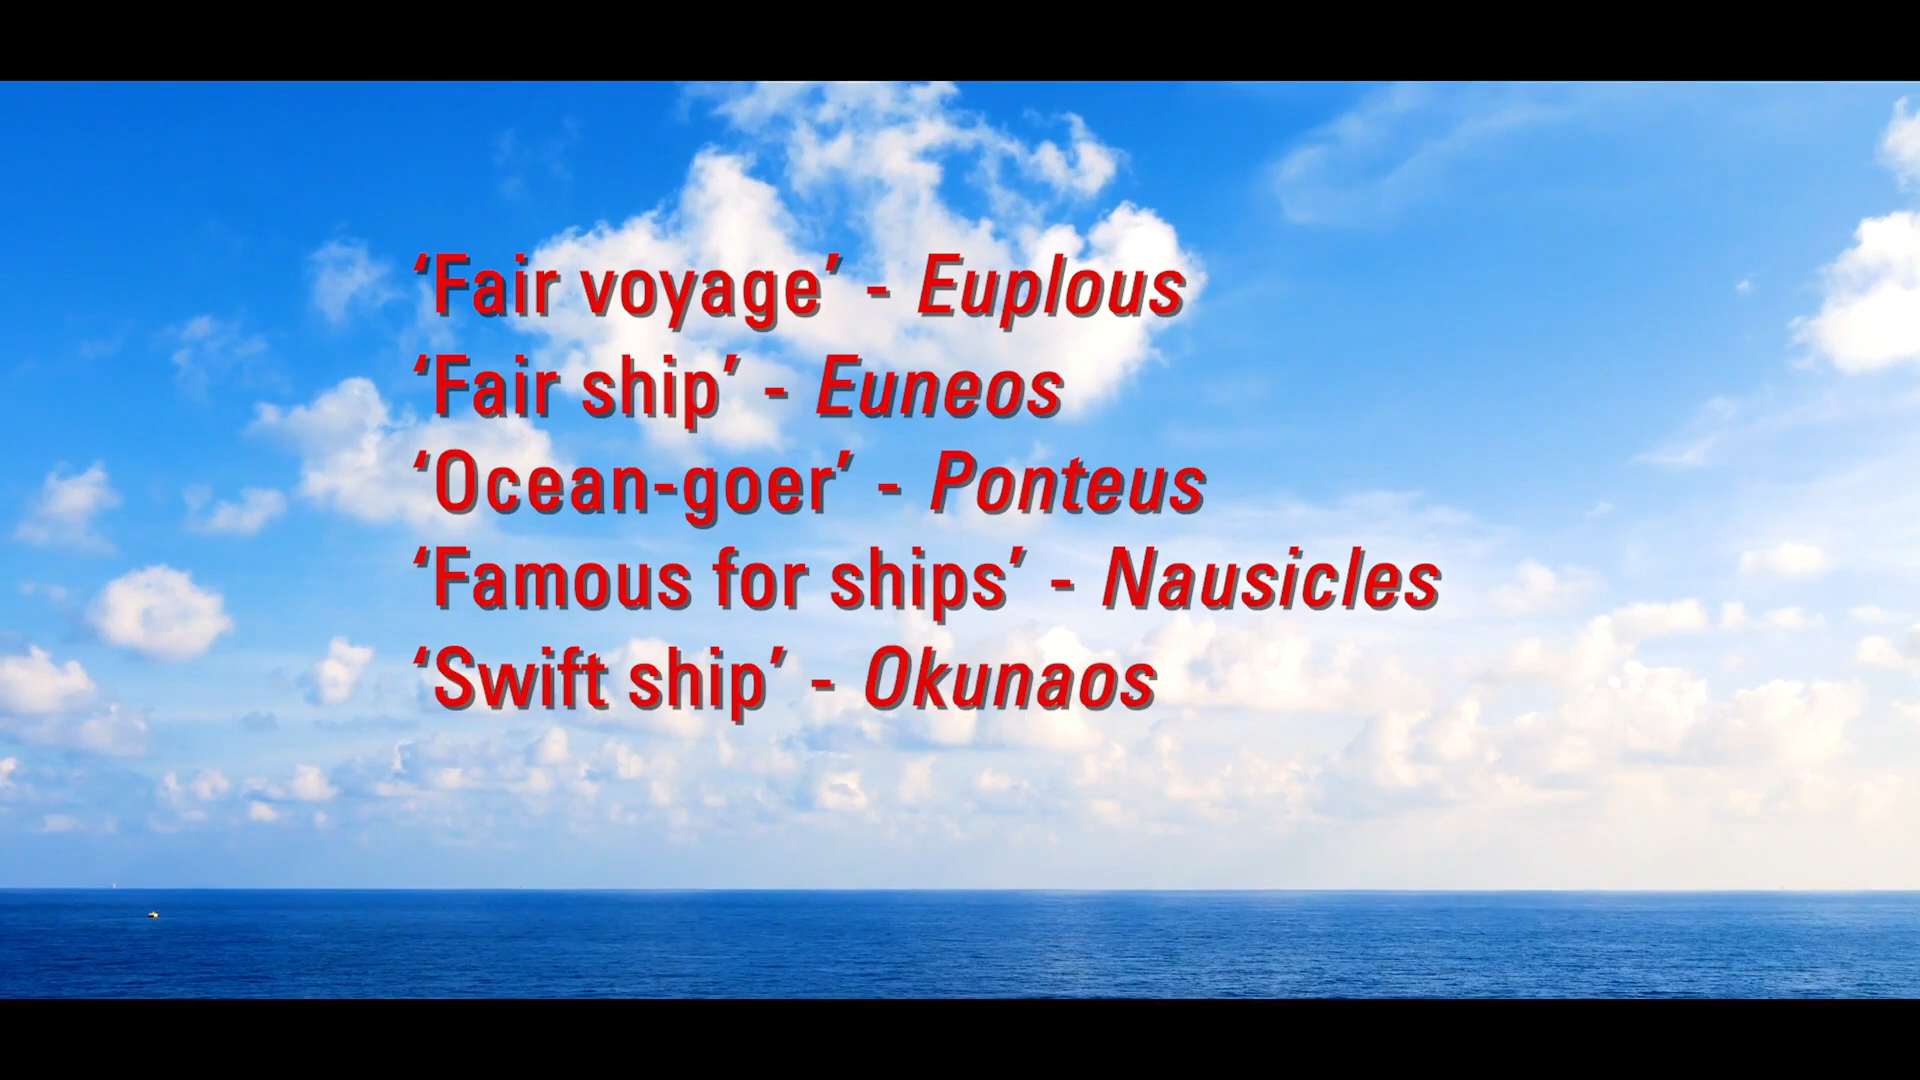 ‘Fair voyage’ - Euplous
‘Fair ship’ - Euneos
‘Ocean-goer’ - Ponteus
‘Famous for ships’ - Nausicles
‘Swift ship’ - Okunaos